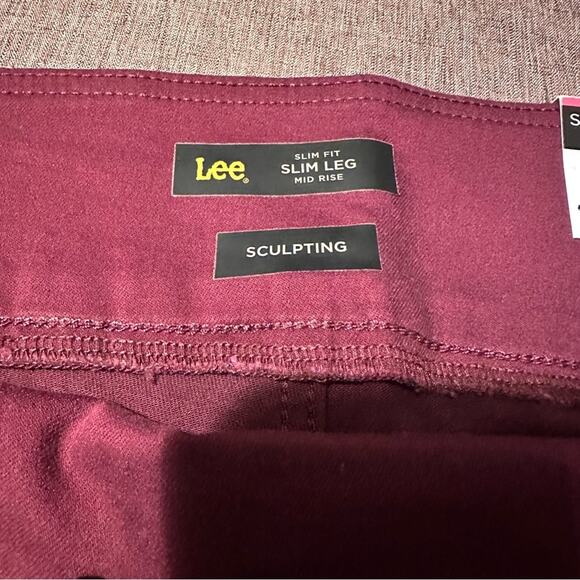 Lee®
SLIM FIT
SLIM LEG
MID RISE
SCULPTING
S